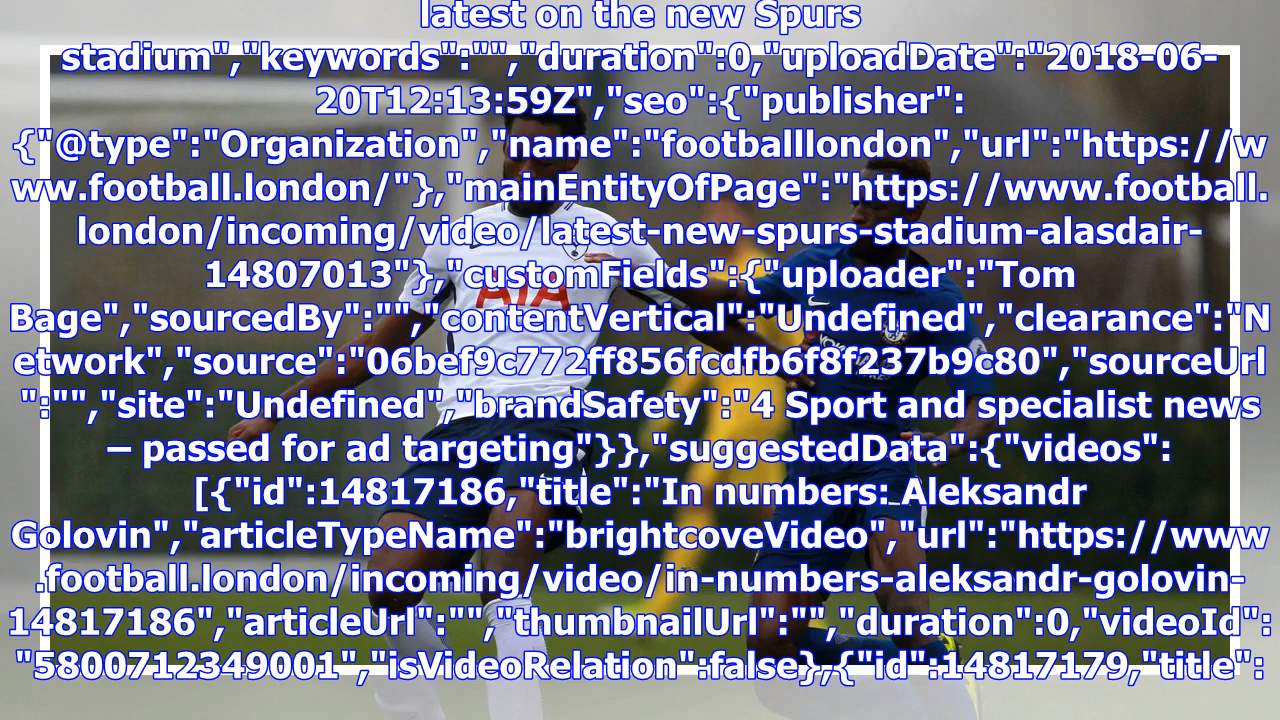 latest on the new Spurs
stadium","keywords":"","duration":0,"uploadDate":"2018-06-
20T12:13:59Z","seo":{"publisher":
{"@type":"Organization","name":"footballlondon","url":"https://w
ww.football.london/"},"mainEntityOfPage":"https://www.football.
london/incoming/video/latest-new-spurs-stadium-alasdair-
14807013"},"customFields":{"uploader":"Tom
Bage","sourcedBy":"","contentVertical":"Undefined","clearance":"N
etwork","source":"06bef9c772ff856fcdfb6f8f237b9c80","sourceUrl
":"","site":"Undefined","brandSafety":"4 Sport and specialist news
– passed for ad targeting"}},"suggestedData":{"videos":
[{"id":14817186,"title":"In numbers: Aleksandr
Golovin","articleTypeName":"brightcoveVideo","url":"https://www
.football.london/incoming/video/in-numbers-aleksandr-golovin-
14817186","articleUrl":"","thumbnailUrl":"","duration":0,"videoId":
"5800712349001","isVideoRelation":false},{"id":14817179,"title":
AIA